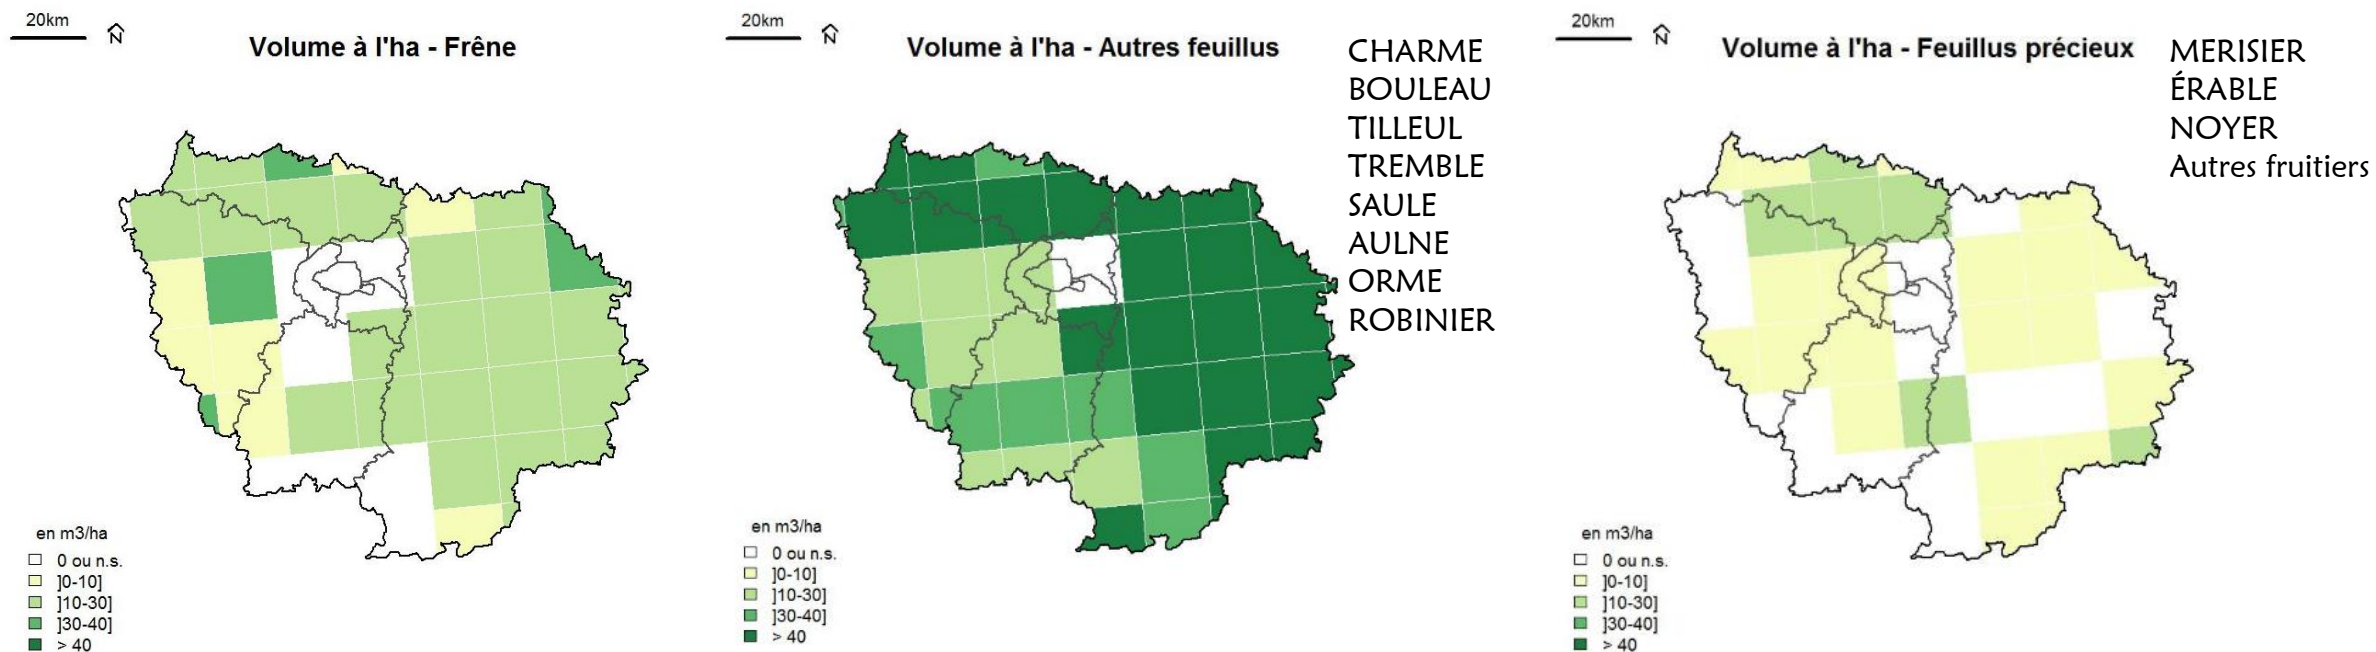 20km
N
Volume à l'ha - Frêne
en m3/ha
0 ou n.s.
]0-10]
]10-30]
]30-40]
> 40
20km
N
Volume à l'ha - Autres feuillus
CHARME
BOULEAU
TILLEUL
TREMBLE
SAULE
AULNE
ORME
ROBINIER
en m3/ha
0 ou n.s.
]0-10]
]10-30]
]30-40]
> 40
20km
N
Volume à l'ha - Feuillus précieux
MERISIER
ÉRABLE
NOYER
Autres fruitiers
en m3/ha
0 ou n.s.
]0-10]
]10-30]
]30-40]
> 40